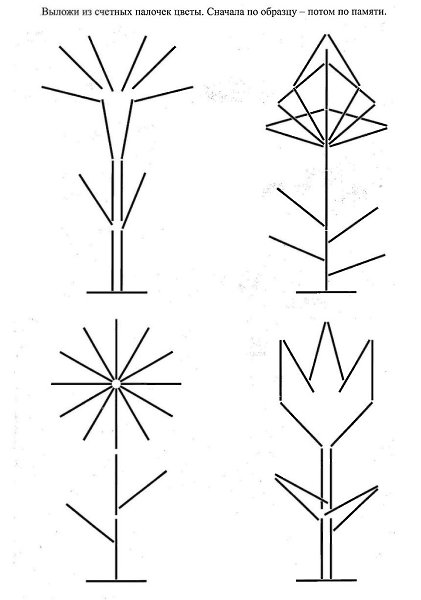 Выложи из счетных палочек цветы. Сначала по образцу – потом по памяти.